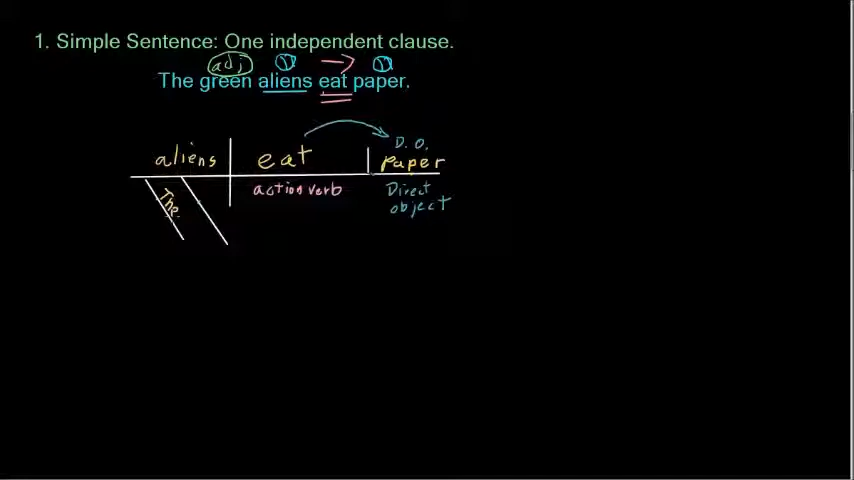 1. Simple Sentence: One independent clause.
adj n n
The green aliens eat paper.
D. O.
aliens eat paper
The action verb Direct
object